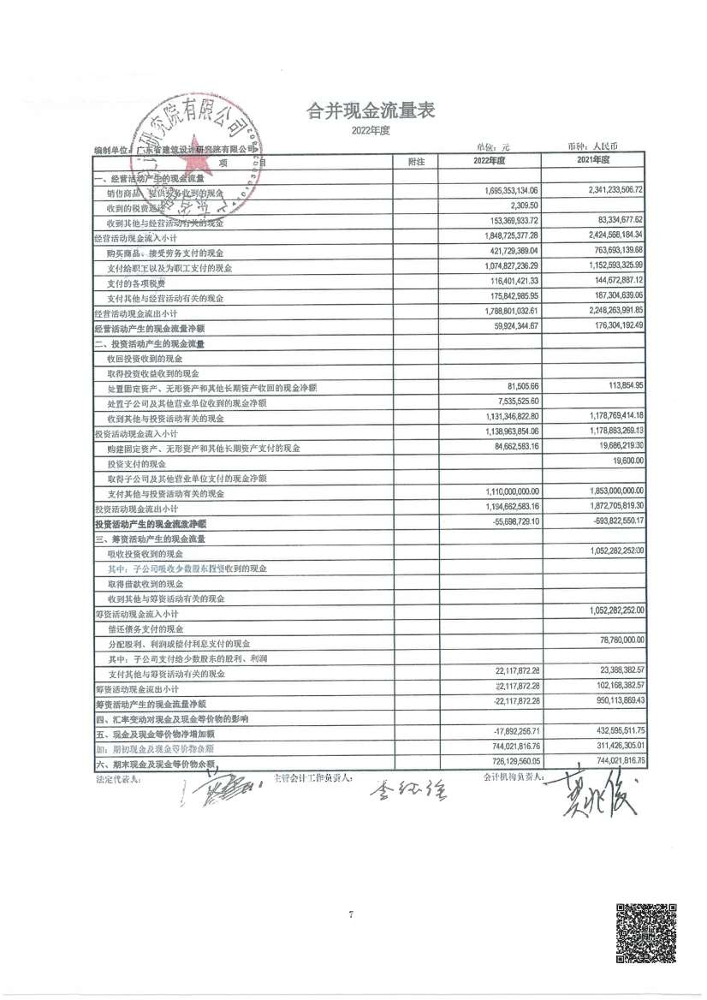 合并现金流量表
2022年度
编制单位：广东省建筑设计研究院有限公司 单位：元 币种：人民币
项 目 附注 2022年度 2021年度
一、经营活动产生的现金流量
销售商品、提供劳务收到的现金 1,695,353,134.06 2,341,233,506.72
收到的税费返还 2,309.50
收到其他与经营活动有关的现金 153,369,933.72 83,334,677.62
经营活动现金流入小计 1,848,725,377.28 2,424,568,184.34
购买商品、接受劳务支付的现金 421,729,389.04 763,693,139.68
支付给职工以及为职工支付的现金 1,074,827,236.29 1,152,593,325.99
支付的各项税费 116,401,421.33 144,672,887.12
支付其他与经营活动有关的现金 175,842,985.95 187,304,639.06
经营活动现金流出小计 1,788,801,032.61 2,248,263,991.85
经营活动产生的现金流量净额 59,924,344.67 176,304,192.49
二、投资活动产生的现金流量
收回投资收到的现金
取得投资收益收到的现金
处置固定资产、无形资产和其他长期资产收回的现金净额 81,505.66 113,854.95
处置子公司及其他营业单位收到的现金净额 7,535,525.60
收到其他与投资活动有关的现金 1,131,346,822.80 1,178,769,414.18
投资活动现金流入小计 1,138,963,854.06 1,178,883,269.13
购建固定资产、无形资产和其他长期资产支付的现金 84,662,583.16 19,686,219.30
投资支付的现金 19,600.00
取得子公司及其他营业单位支付的现金净额
支付其他与投资活动有关的现金 1,110,000,000.00 1,853,000,000.00
投资活动现金流出小计 1,194,662,583.16 1,872,705,819.30
投资活动产生的现金流量净额 -55,698,729.10 -693,822,550.17
三、筹资活动产生的现金流量
吸收投资收到的现金 1,052,282,252.00
其中：子公司吸收少数股东投资收到的现金
取得借款收到的现金
收到其他与筹资活动有关的现金
筹资活动现金流入小计 1,052,282,252.00
偿还债务支付的现金
分配股利、利润或偿付利息支付的现金 78,780,000.00
其中：子公司支付给少数股东的股利、利润
支付其他与筹资活动有关的现金 22,117,872.28 23,388,382.57
筹资活动现金流出小计 22,117,872.28 102,168,382.57
筹资活动产生的现金流量净额 -22,117,872.28 950,113,869.43
四、汇率变动对现金及现金等价物的影响
五、现金及现金等价物净增加额 -17,892,256.71 432,595,511.75
加：期初现金及现金等价物余额 744,021,816.76 311,426,305.01
六、期末现金及现金等价物余额 726,129,560.05 744,021,816.76
法定代表人： 主管会计工作负责人： 会计机构负责人：
7